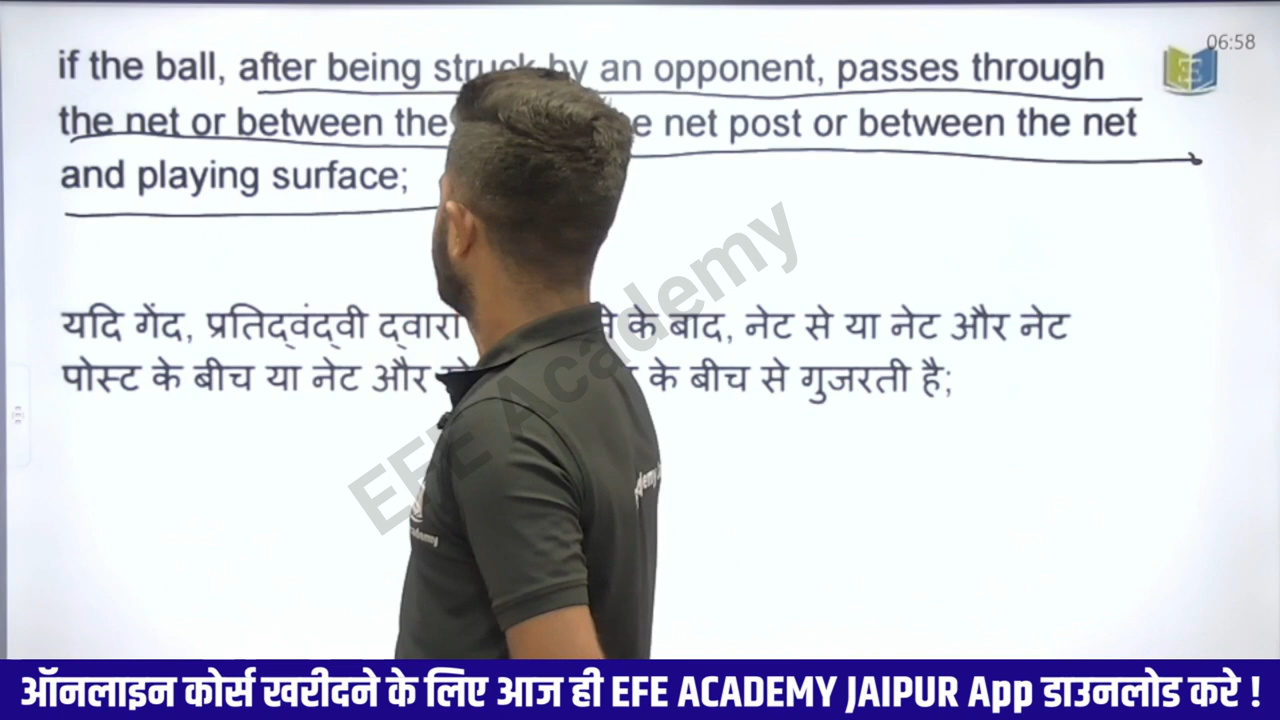 06:58
if the ball, after being struck by an opponent, passes through
the net or between the net post or between the net
and playing surface;
यदि गेंद, प्रतिद्वंद्वी द्वारा के बाद, नेट से या नेट और नेट
पोस्ट के बीच या नेट और के बीच से गुजरती है;
EFE Academy
ऑनलाइन कोर्स खरीदने के लिए आज ही EFE ACADEMY JAIPUR App डाउनलोड करे !